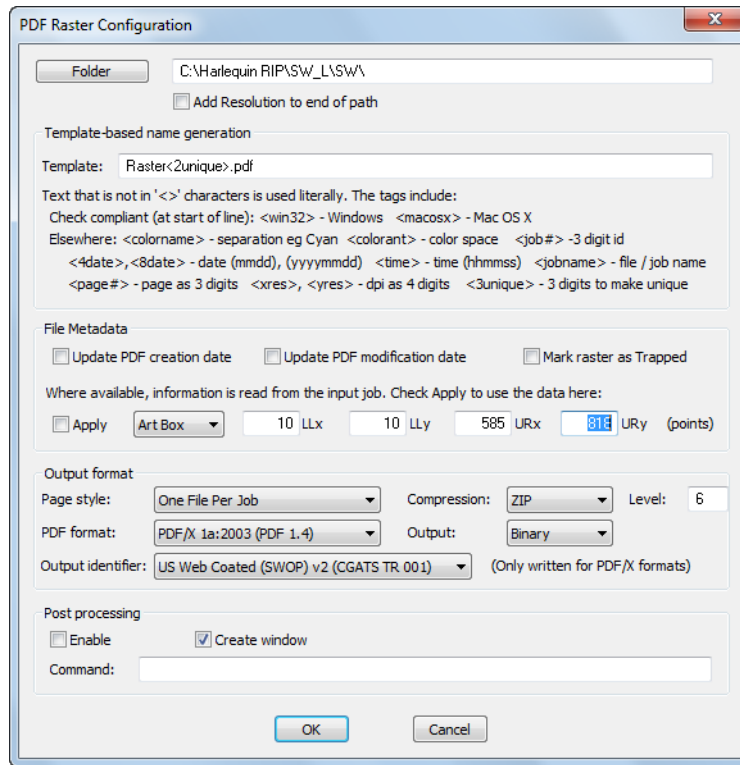 PDF Raster Configuration
Folder C:\Harlequin RIP\SW_L\SW\
Add Resolution to end of path
Template-based name generation
Template: Raster<2unique>.pdf
Text that is not in '<>' characters is used literally. The tags include:
Check compliant (at start of line): <win32> - Windows <macosx> - Mac OS X
Elsewhere: <colorname> - separation eg Cyan <colorant> - color space <job#> -3 digit id
<4date>,<8date> - date (mmdd), (yyyymmdd) <time> - time (hhmmss) <jobname> - file / job name
<page#> - page as 3 digits <xres>, <yres> - dpi as 4 digits <3unique> - 3 digits to make unique
File Metadata
Update PDF creation date Update PDF modification date Mark raster as Trapped
Where available, information is read from the input job. Check Apply to use the data here:
Apply Art Box 10 LLx 10 LLy 585 URx 818 URy (points)
Output format
Page style: One File Per Job Compression: ZIP Level: 6
PDF format: PDF/X 1a:2003 (PDF 1.4) Output: Binary
Output identifier: US Web Coated (SWOP) v2 (CGATS TR 001) (Only written for PDF/X formats)
Post processing
Enable Create window
Command:
OK Cancel